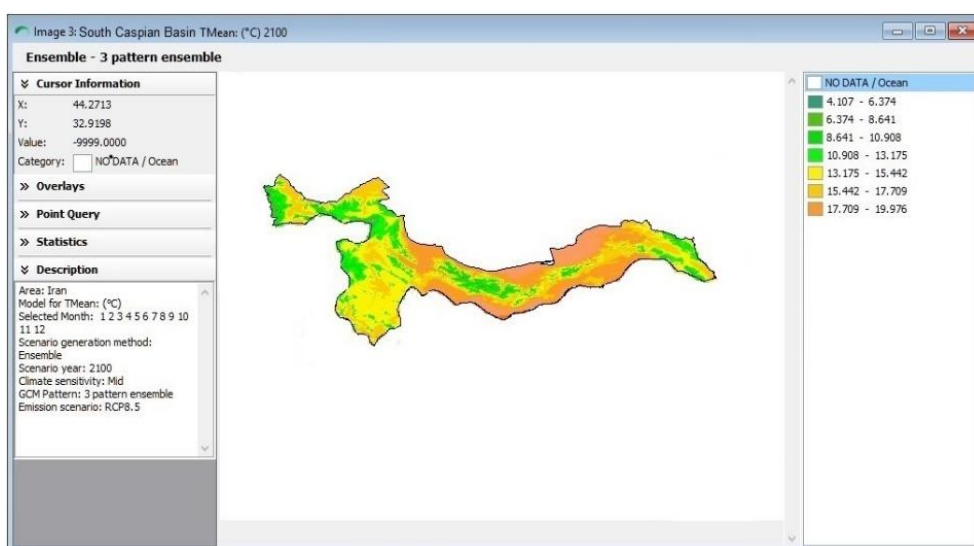 Image 3: South Caspian Basin TMean: (°C) 2100
Ensemble - 3 pattern ensemble
Cursor Information
X: 44.2713
Y: 32.9198
Value: -9999.0000
Category: NO DATA / Ocean
Overlays
Point Query
Statistics
Description
Area: Iran
Model for TMean: (°C)
Selected Month: 1 2 3 4 5 6 7 8 9 10
11 12
Scenario generation method:
Ensemble
Scenario year: 2100
Climate sensitivity: Mid
GCM Pattern: 3 pattern ensemble
Emission scenario: RCP8.5
NO DATA / Ocean
4.107 - 6.374
6.374 - 8.641
8.641 - 10.908
10.908 - 13.175
13.175 - 15.442
15.442 - 17.709
17.709 - 19.976